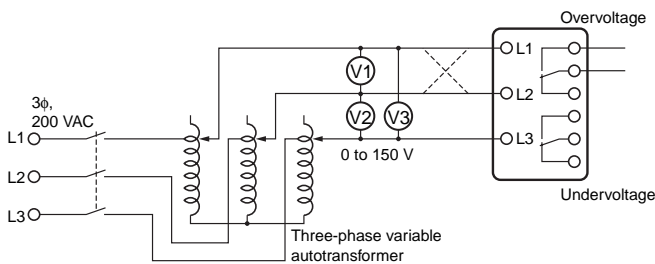 Overvoltage
L1
V1
3ϕ,
200 VAC
L2
V2
V3
L1
L3
0 to 150 V
L2
Undervoltage
L3
Three-phase variable
autotransformer